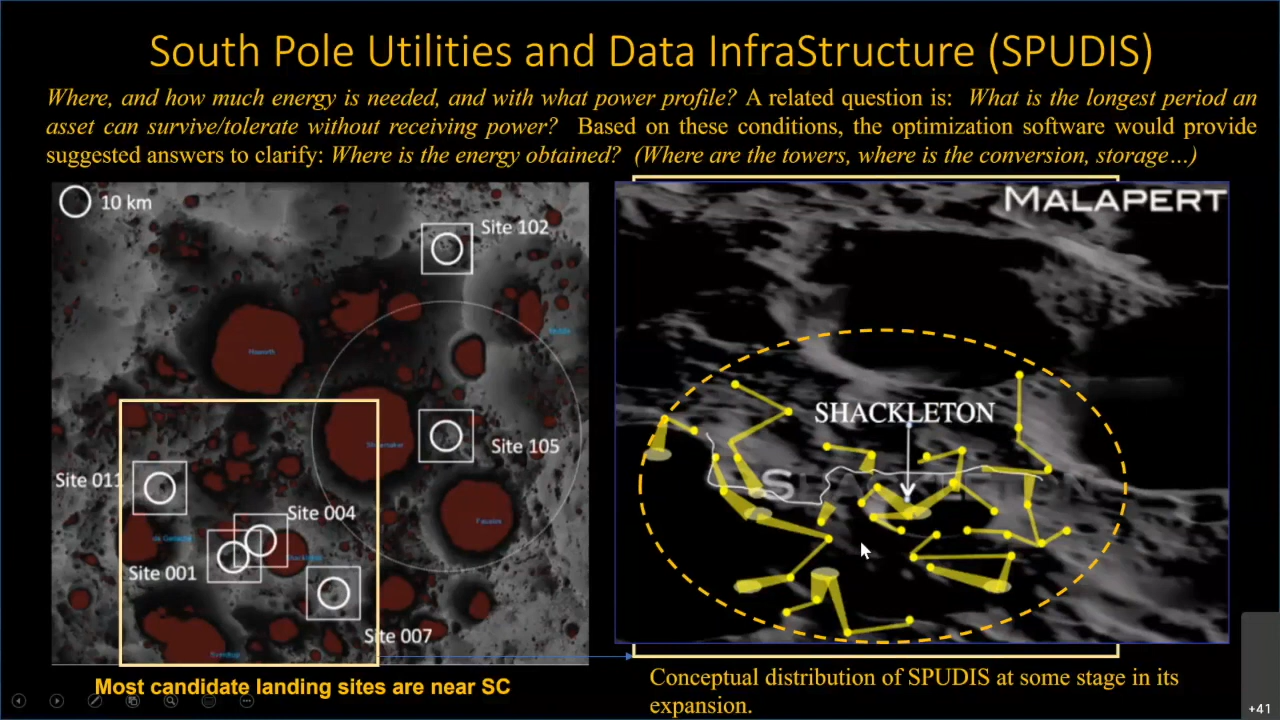 South Pole Utilities and Data InfraStructure (SPUDIS)
Where, and how much energy is needed, and with what power profile? A related question is: What is the longest period an
asset can survive/tolerate without receiving power? Based on these conditions, the optimization software would provide
suggested answers to clarify: Where is the energy obtained? (Where are the towers, where is the conversion, storage…)
10 km
Site 102
Haworth
Shoemaker
Site 105
Site 011
Site 004
Faustini
Site 001
Site 007
MALAPERT
SHACKLETON
Most candidate landing sites are near SC
Conceptual distribution of SPUDIS at some stage in its
expansion.
+41